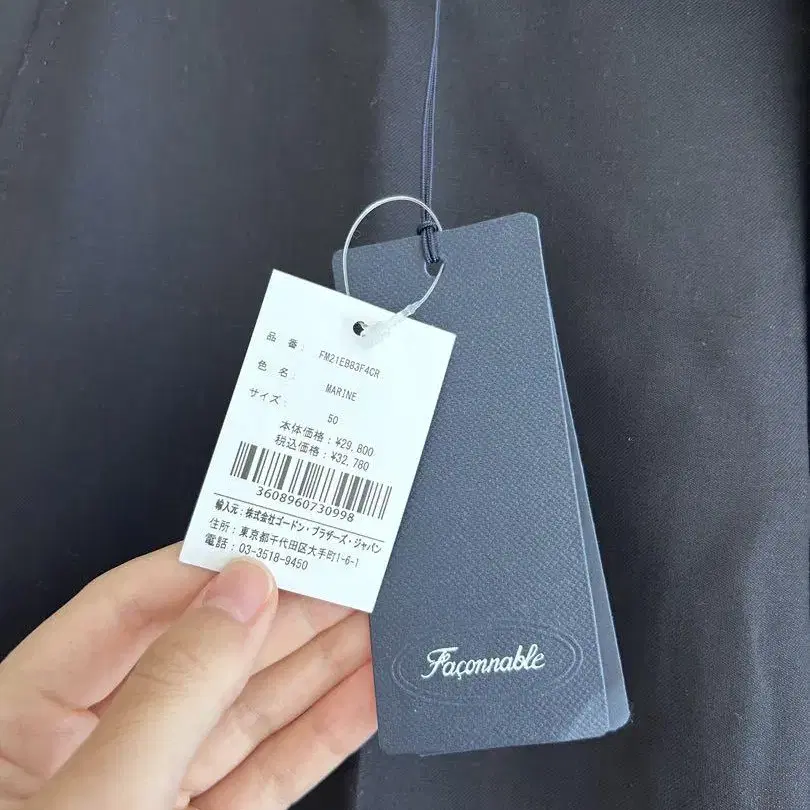 品 番: FM21EBB3F4CR
色 名: MARINE
サイズ: 50
本体価格:¥29,800
税込価格:¥32,780
3608960730998
輸入元:株式会社ゴードン・ブラザーズ・ジャパン
住所:東京都千代田区大手町1-6-1
電話:03-3518-9450
Façonnable